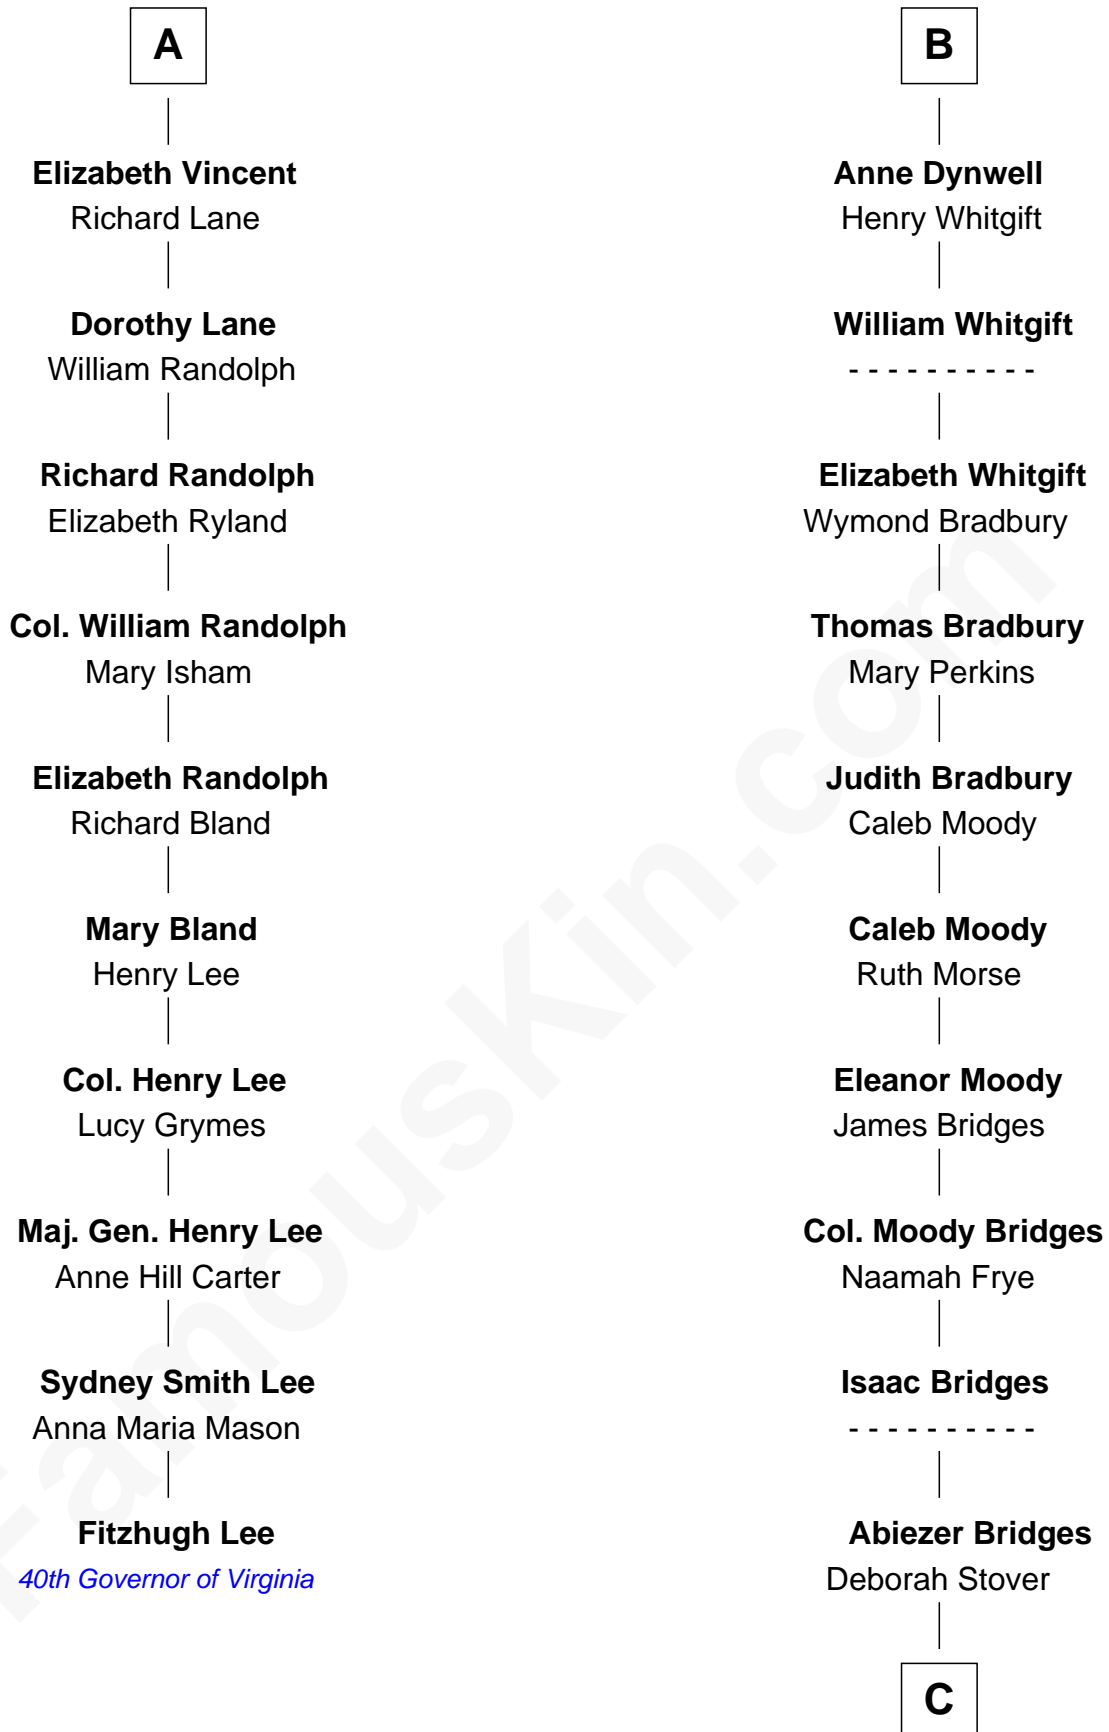 A
Elizabeth Vincent
Richard Lane
Dorothy Lane
William Randolph
Richard Randolph
Elizabeth Ryland
Col. William Randolph
Mary Isham
Elizabeth Randolph
Richard Bland
Mary Bland
Henry Lee
Col. Henry Lee
Lucy Grymes
Maj. Gen. Henry Lee
Anne Hill Carter
Sydney Smith Lee
Anna Maria Mason
Fitzhugh Lee
40th Governor of Virginia
B
Anne Dynwell
Henry Whitgift
William Whitgift
- - - - - - - - - -
Elizabeth Whitgift
Wymond Bradbury
Thomas Bradbury
Mary Perkins
Judith Bradbury
Caleb Moody
Caleb Moody
Ruth Morse
Eleanor Moody
James Bridges
Col. Moody Bridges
Naamah Frye
Isaac Bridges
- - - - - - - - - -
Abiezer Bridges
Deborah Stover
C
FamousKin.com